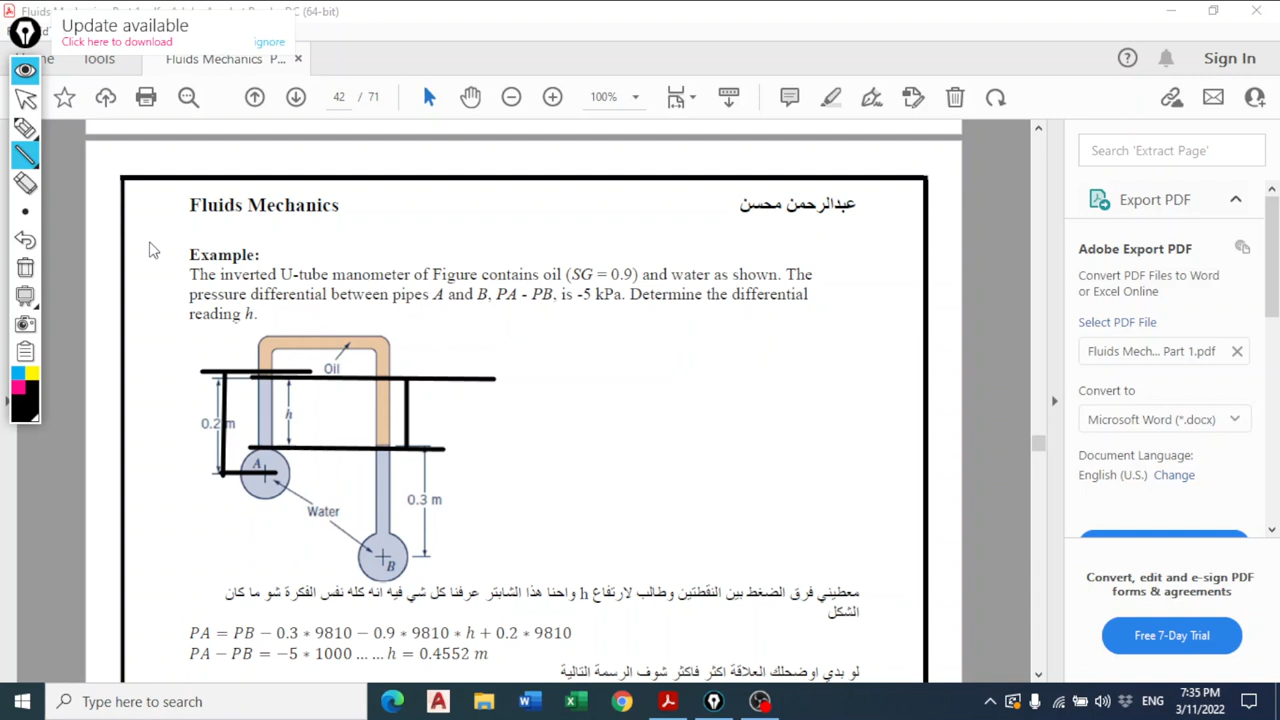 Update available
Click here to download
ignore
(64-bit)
Tools
Fluids Mechanics P...
Sign In
42 / 71
100%
Search 'Extract Page'
Export PDF
Adobe Export PDF
Convert PDF Files to Word
or Excel Online
Select PDF File
Fluids Mech... Part 1.pdf
Convert to
Microsoft Word (*.docx)
Document Language:
English (U.S.) Change
Convert, edit and e-sign PDF
forms & agreements
Free 7-Day Trial
Fluids Mechanics
عبدالرحمن محسن
Example:
The inverted U-tube manometer of Figure contains oil (SG = 0.9) and water as shown. The
pressure differential between pipes A and B, PA - PB, is -5 kPa. Determine the differential
reading h.
Oil
h
0.2 m
A
0.3 m
Water
B
معطيني فرق الضغط بين النقطتين وطالب لارتفاع h واحنا هذا الشابتر عرفنا كل شي فيه انه كله نفس الفكرة شو ما كان
الشكل
PA = PB − 0.3 ∗ 9810 − 0.9 ∗ 9810 ∗ h + 0.2 ∗ 9810
PA − PB = −5 ∗ 1000 … … h = 0.4552 m
لو بدي اوضحلك العلاقة اكثر فاكثر شوف الرسمة التالية
Type here to search
ENG
7:35 PM
3/11/2022